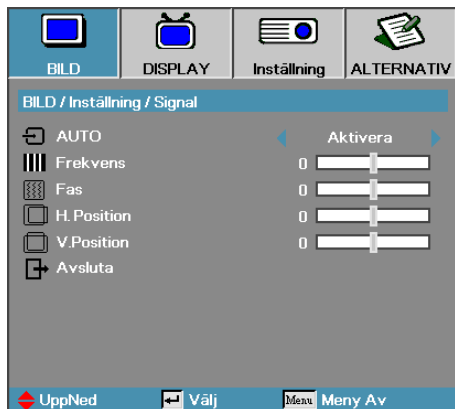 BILD DISPLAY Inställning ALTERNATIV
BILD / Inställning / Signal
AUTO Aktivera
Frekvens 0
Fas 0
H. Position 0
V.Position 0
Avsluta
UppNed Välj Menu Meny Av